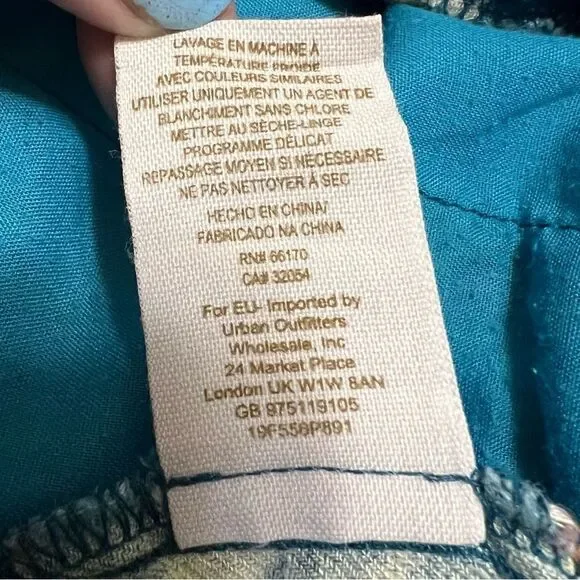 LAVAGE EN MACHINE À
TEMPÉRATURE FROIDE
AVEC COULEURS SIMILAIRES
UTILISER UNIQUEMENT UN AGENT DE
BLANCHIMENT SANS CHLORE
METTRE AU SÈCHE-LINGE
PROGRAMME DÉLICAT
REPASSAGE MOYEN SI NÉCESSAIRE
NE PAS NETTOYER À SEC
HECHO EN CHINA/
FABRICADO NA CHINA
RN# 66170
CA# 32054
For EU- Imported by
Urban Outfitters
Wholesale, Inc
24 Market Place
London UK W1W 8AN
GB 975119105
19F556P891